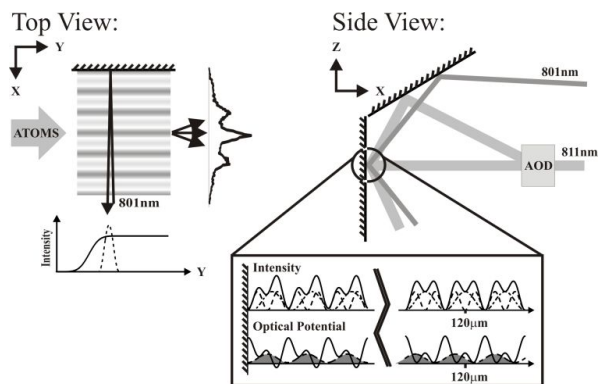 Top View:
Side View:
Y
X
ATOMS
801nm
Intensity
Y
Z
X
801nm
811nm
AOD
Intensity
120μm
Optical Potential
120μm